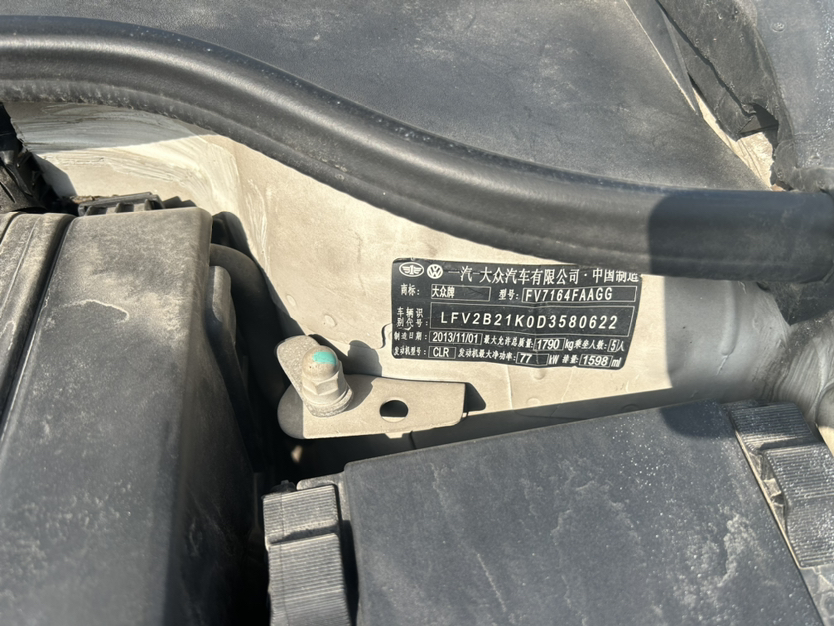 一汽-大众汽车有限公司·中国制造
商标: 大众牌 型号: FV7164FAAGG
车辆识别代号: LFV2B21K0D3580622
制造日期: 2013/11/01 最大允许总质量: 1790 kg 乘坐人数: 5人
发动机型号: CLR 发动机最大净功率: 77 kW 排量: 1598 ml